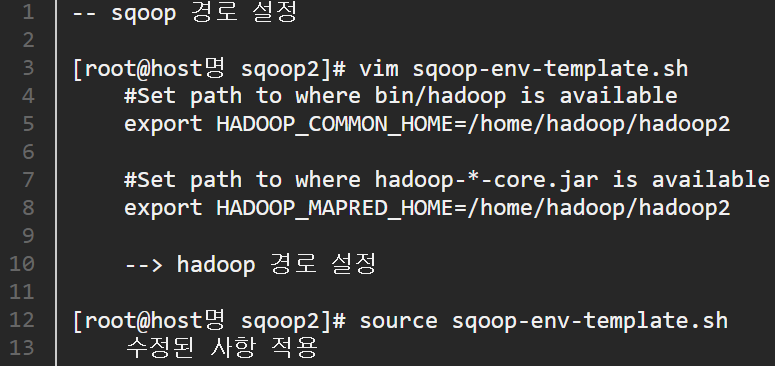 1 -- sqoop 경로 설정
2
3 [root@host명 sqoop2]# vim sqoop-env-template.sh
4 #Set path to where bin/hadoop is available
5 export HADOOP_COMMON_HOME=/home/hadoop/hadoop2
6
7 #Set path to where hadoop-*-core.jar is available
8 export HADOOP_MAPRED_HOME=/home/hadoop/hadoop2
9
10 --> hadoop 경로 설정
11
12 [root@host명 sqoop2]# source sqoop-env-template.sh
13 수정된 사항 적용